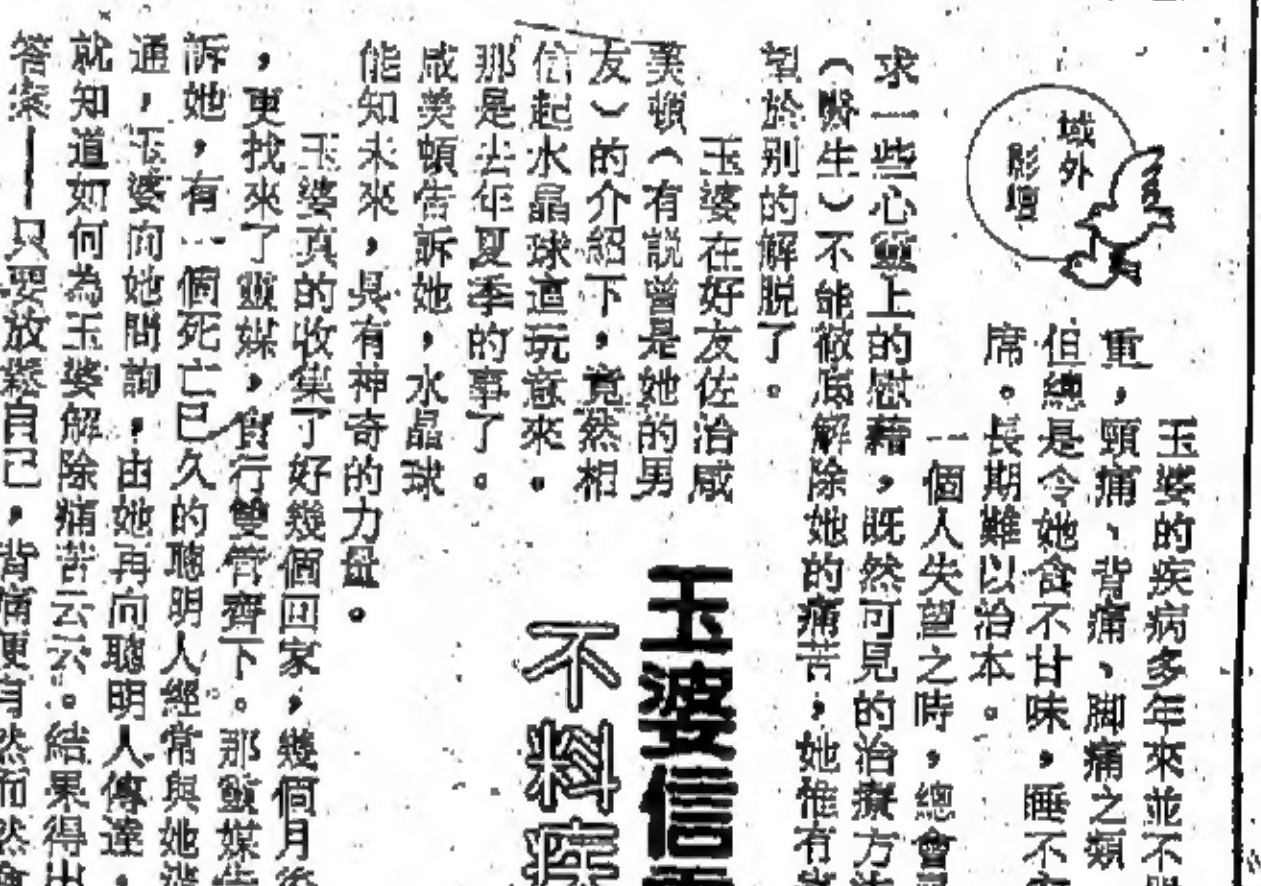 域外
影壇
玉婆的疾病多年來並不
重，頸痛、背痛、脚痛之類
但總是令她食不甘味，睡不
席。長期難以治本。
一個人失望之時，總會
求一些心靈上的慰藉，既然可見的治療方法
（醫生）不能徹底解除她的痛苦，她惟有
望於别的解脱了。
玉婆在好友佐治咸
美頓（有説曾是她的男
友）的介紹下，竟然相
信起水晶球道玩意來。
那是去年夏季的事了。
咸美頓告訴她，水晶球
能知未來，具有神奇的力量。
玉婆信
不料疾
玉婆真的收集了好幾個回家，幾個月後
，更找來了靈媒，實行雙管齊下。那靈媒告
訴她，有一個死亡已久的聰明人經常與她
通，玉婆向她問詢，由她再向聰明人傳達，
就知道如何為玉婆解除痛苦云云。結果得出
答案——只要放鬆自己，背痛便自然而然會